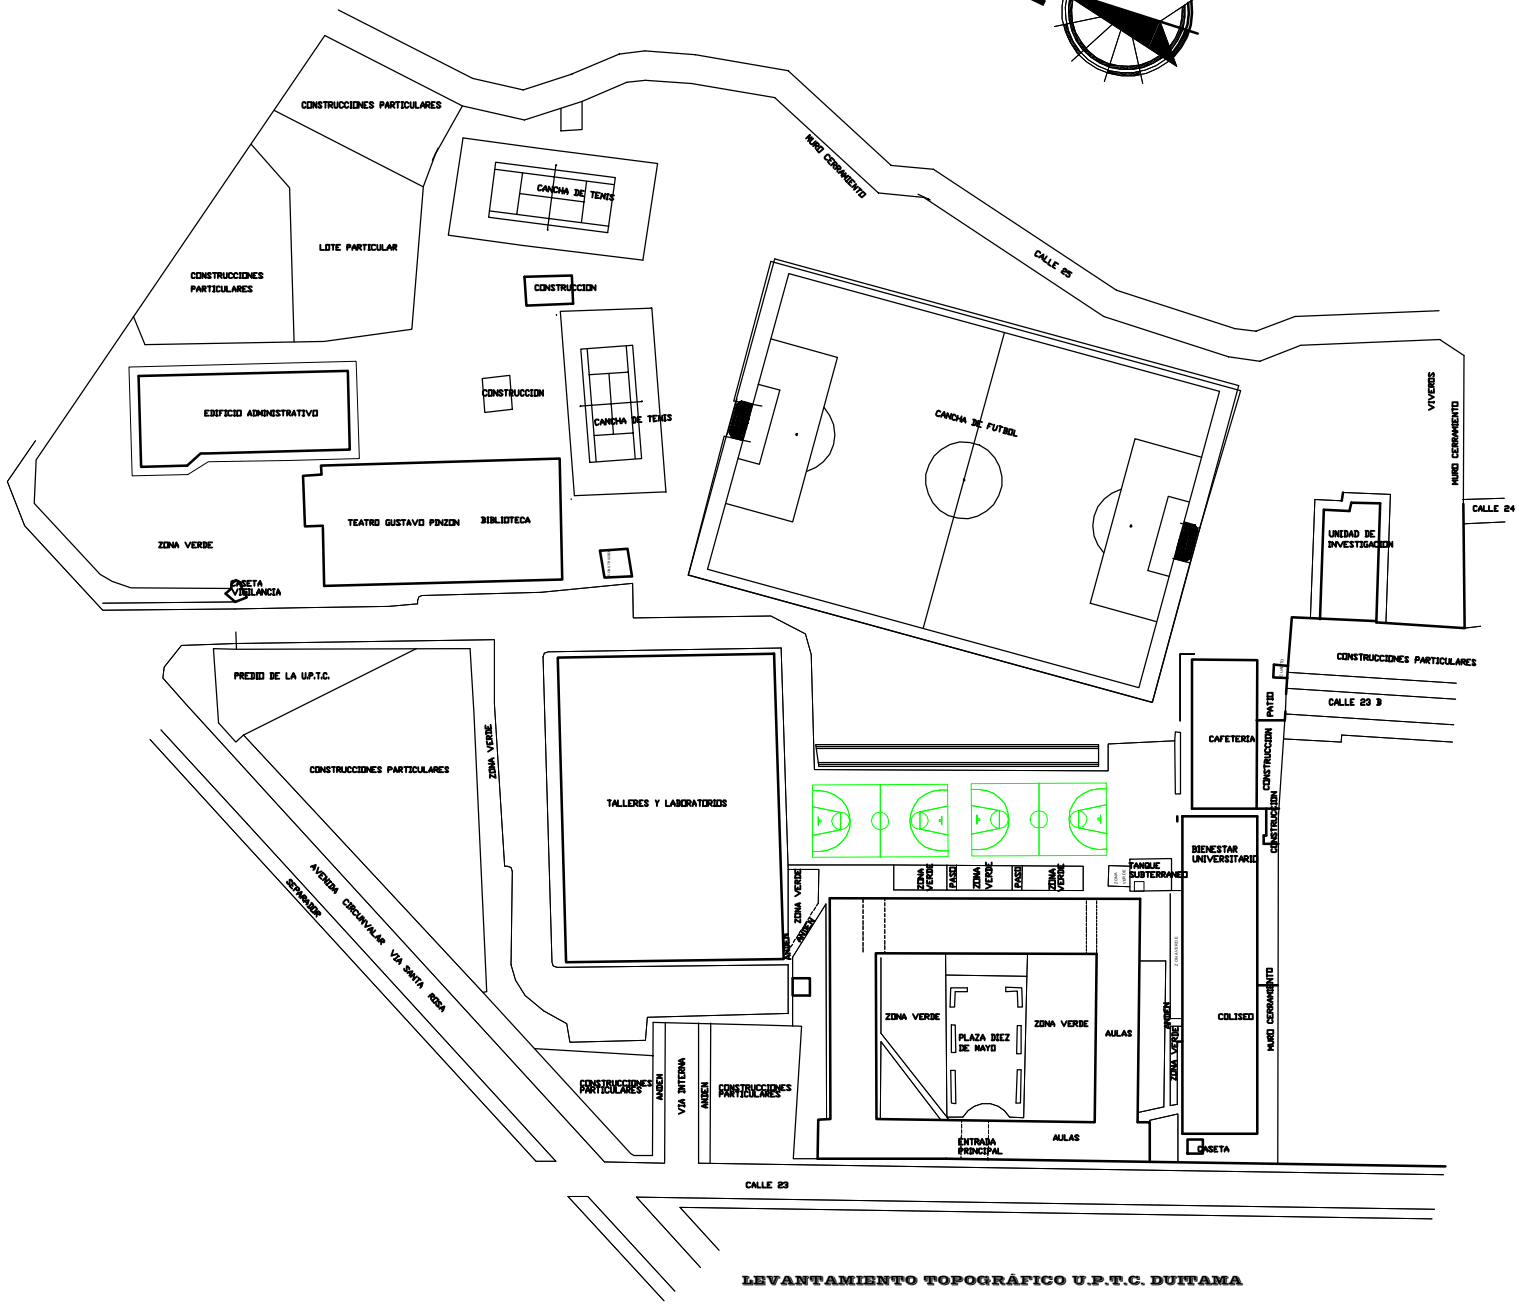 CONSTRUCCIONES PARTICULARES
MURO CERRAMIENTO
CANCHA DE TENIS
LOTE PARTICULAR
CALLE 25
CONSTRUCCIONES
PARTICULARES
CONSTRUCCION
CONSTRUCCION
CANCHA DE TENIS
EDIFICIO ADMINISTRATIVO
CANCHA DE FUTBOL
VIVEROS
MURO CERRAMIENTO
CALLE 24
TEATRO GUSTAVO PINZON
BIBLIOTECA
UNIDAD DE
INVESTIGACION
ZONA VERDE
CASETA
VIGILANCIA
CONSTRUCCIONES PARTICULARES
PREDIO DE LA U.P.T.C.
CALLE 23 B
PATIO
CAFETERIA
CONSTRUCCION
ZONA VERDE
CONSTRUCCIONES PARTICULARES
TALLERES Y LABORATORIOS
CONSTRUCCION
BIENESTAR
UNIVERSITARIO
TANQUE
SUBTERRANEO
ZONA
VERDE
ZONA
VERDE
PASO
ZONA
VERDE
PASO
ZONA
VERDE
ZONA VERDE
ANDEN
ANDEN
AVENIDA CIRCUNVALAR VIA SANTA ROSA
SEPARADOR
ZONA VERDE
ZONA VERDE
ZONA VERDE
PLAZA DIEZ
DE MAYO
AULAS
ANDEN
ZONA VERDE
COLISEO
MURO CERRAMIENTO
CONSTRUCCIONES
PARTICULARES
ANDEN
VIA INTERNA
ANDEN
CONSTRUCCIONES
PARTICULARES
ENTRADA
PRINCIPAL
AULAS
CASETA
CALLE 23
LEVANTAMIENTO TOPOGRÁFICO U.P.T.C. DUITAMA